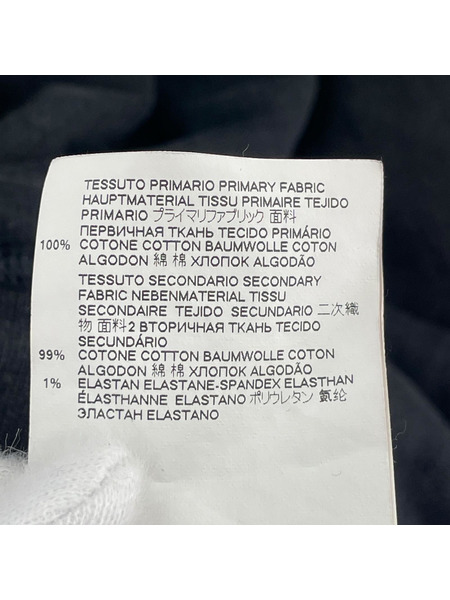 TESSUTO PRIMARIO PRIMARY FABRIC
HAUPTMATERIAL TISSU PRIMAIRE TEJIDO
PRIMARIO プライマリファブリック 面料
ПЕРВИЧНАЯ ТКАНЬ TECIDO PRIMÁRIO
100% COTONE COTTON BAUMWOLLE COTON
ALGODON 綿 棉 ХЛОПОК ALGODÃO
TESSUTO SECONDARIO SECONDARY
FABRIC NEBENMATERIAL TISSU
SECONDAIRE TEJIDO SECUNDARIO 二次織
物 面料2 ВТОРИЧНАЯ ТКАНЬ TECIDO
SECUNDÁRIO
99% COTONE COTTON BAUMWOLLE COTON
ALGODON 綿 棉 ХЛОПОК ALGODÃO
1% ELASTAN ELASTANE-SPANDEX ELASTHAN
ÉLASTHANNE ELASTANO ポリウレタン 氨纶
ЭЛАСТАН ELASTANO